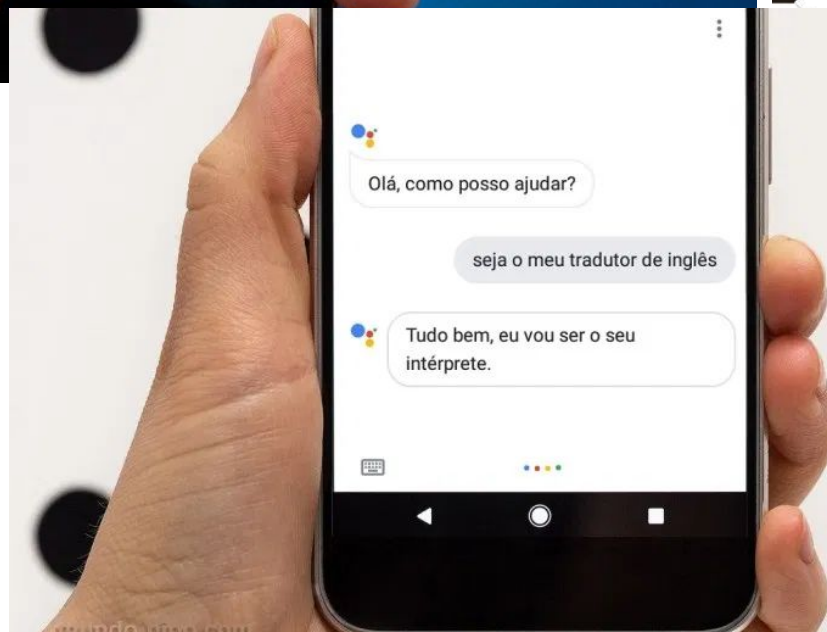 Olá, como posso ajudar?
seja o meu tradutor de inglês
Tudo bem, eu vou ser o seu
intérprete.